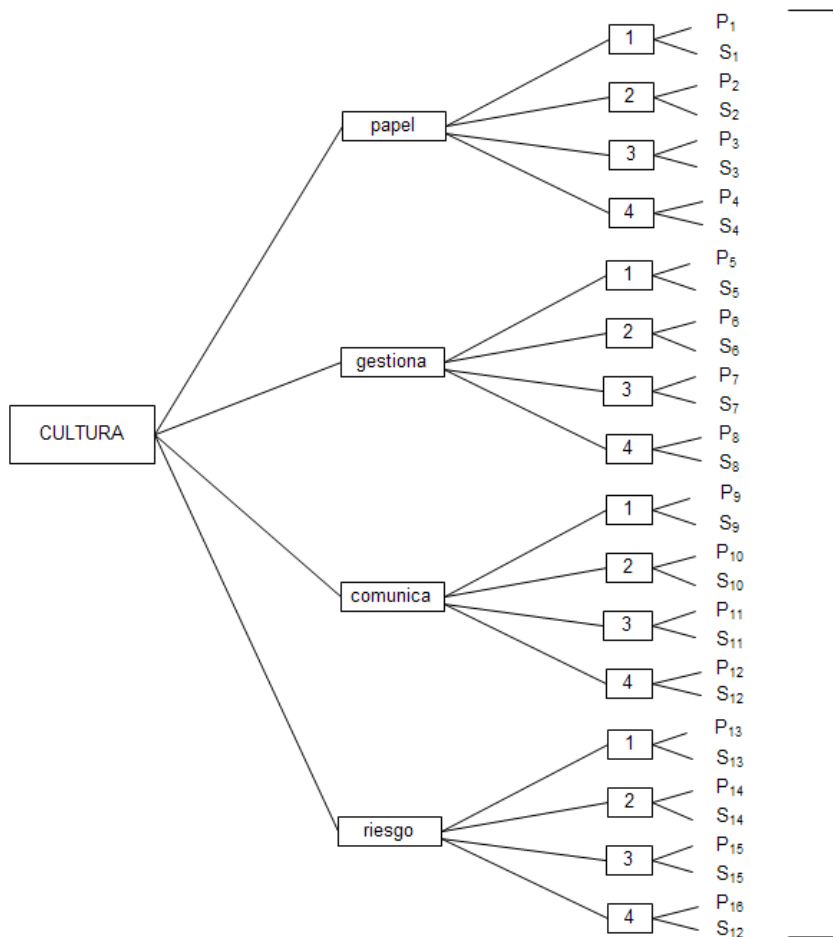 P₁
1
S₁
P₂
2
S₂
papel
P₃
3
S₃
P₄
4
S₄
P₅
1
S₅
P₆
2
S₆
gestiona
P₇
3
S₇
CULTURA
P₈
4
S₈
P₉
1
S₉
P₁₀
2
S₁₀
comunica
P₁₁
3
S₁₁
P₁₂
4
S₁₂
P₁₃
1
S₁₃
P₁₄
2
S₁₄
riesgo
P₁₅
3
S₁₅
P₁₆
4
S₁₂